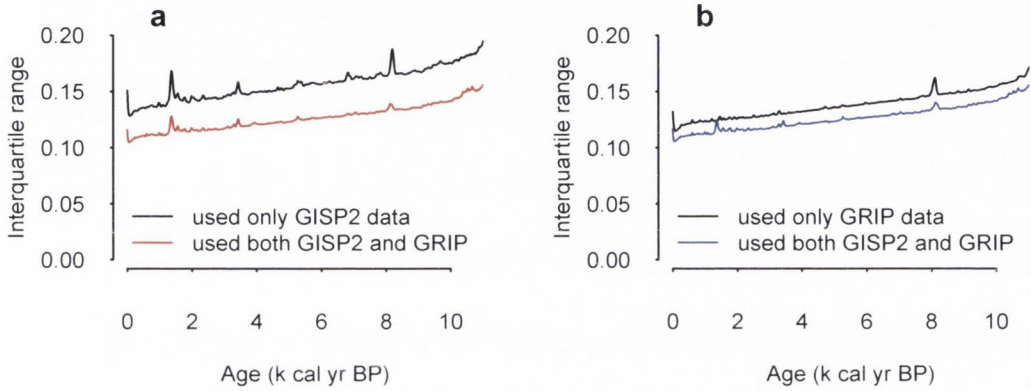 a
0.20
0.15
0.10
0.05
0.00
Interquartile range
used only GISP2 data
used both GISP2 and GRIP
0 2 4 6 8 10
Age (k cal yr BP)
b
0.20
0.15
0.10
0.05
0.00
Interquartile range
used only GRIP data
used both GISP2 and GRIP
0 2 4 6 8 10
Age (k cal yr BP)